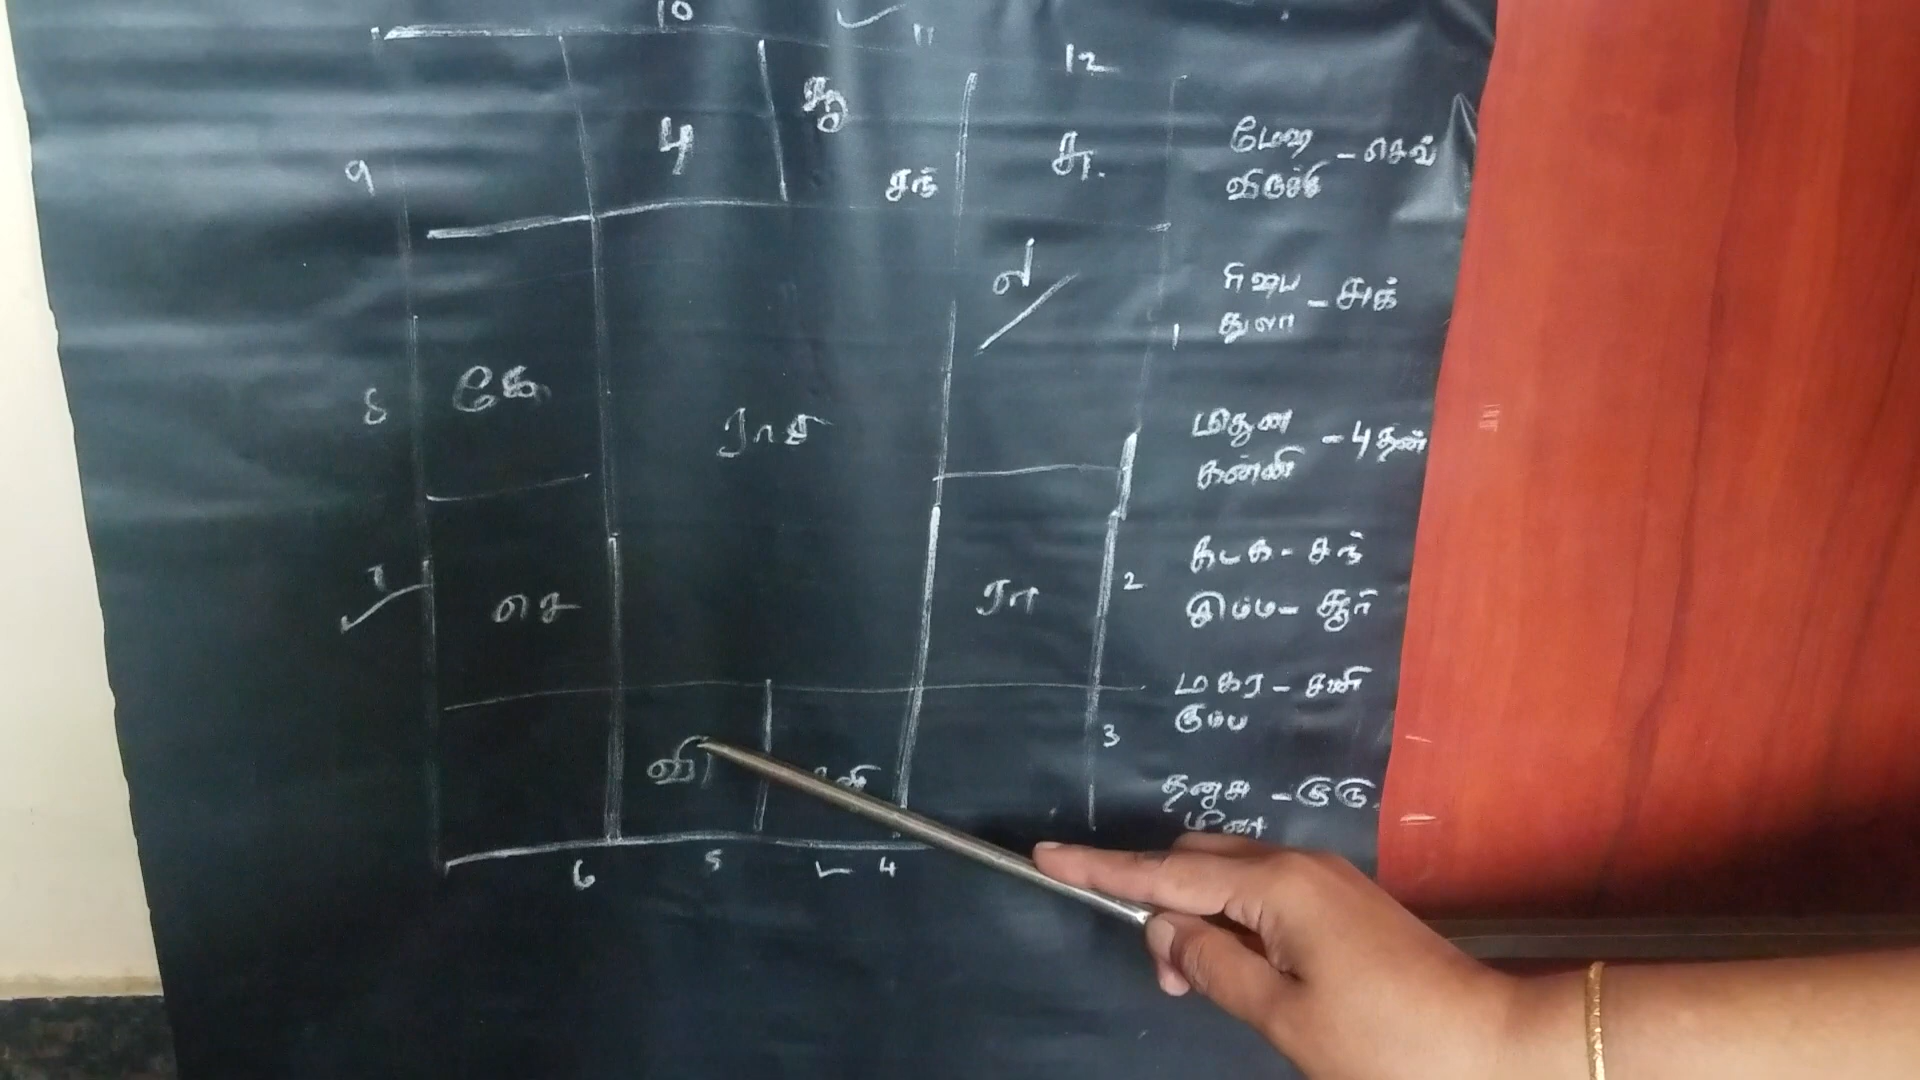 10
11
12
9
பு
சூ
சந்
சு.
ல
8
கே
ராசி
1
செ
ரா
2
7
வி
3
6
5
4
மேஷ - செவ்
விருச்சி
ரிஷப - சுக்
துலா
மிதுன - புதன்
கன்னி
கடக - சந்
சிம்ம - சூர்
மகர - சனி
கும்ப
தனுசு - குரு
மீன